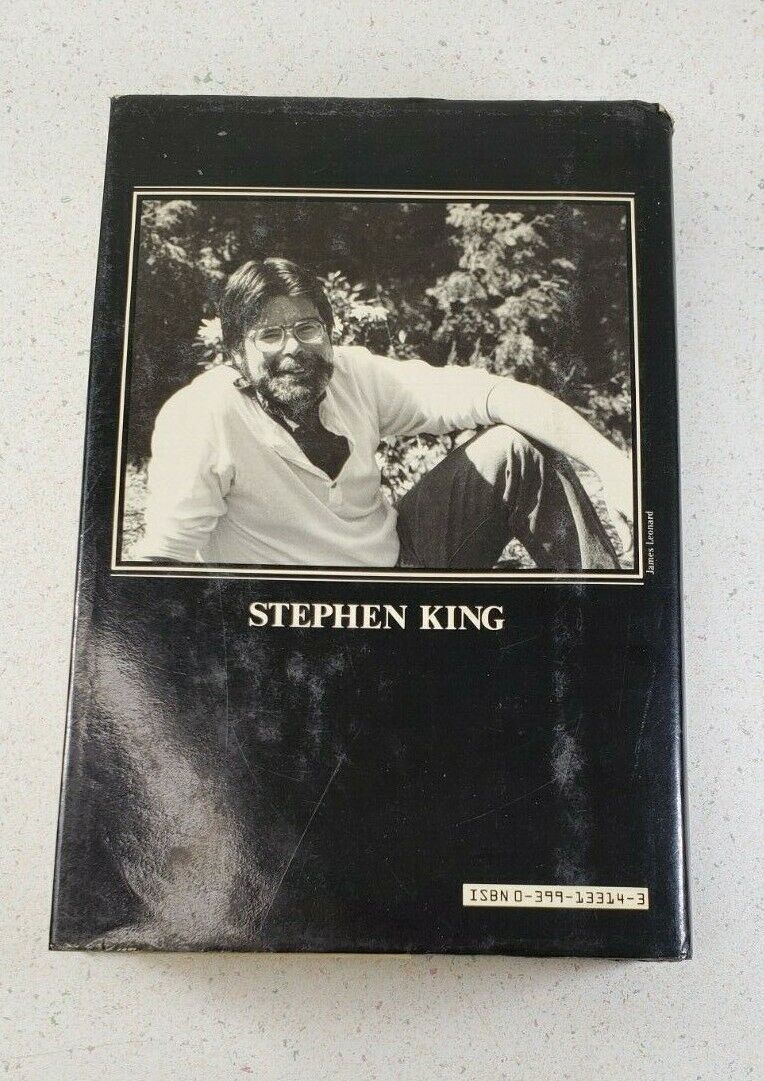 James Leonard
STEPHEN KING
ISBN 0-399-13314-3